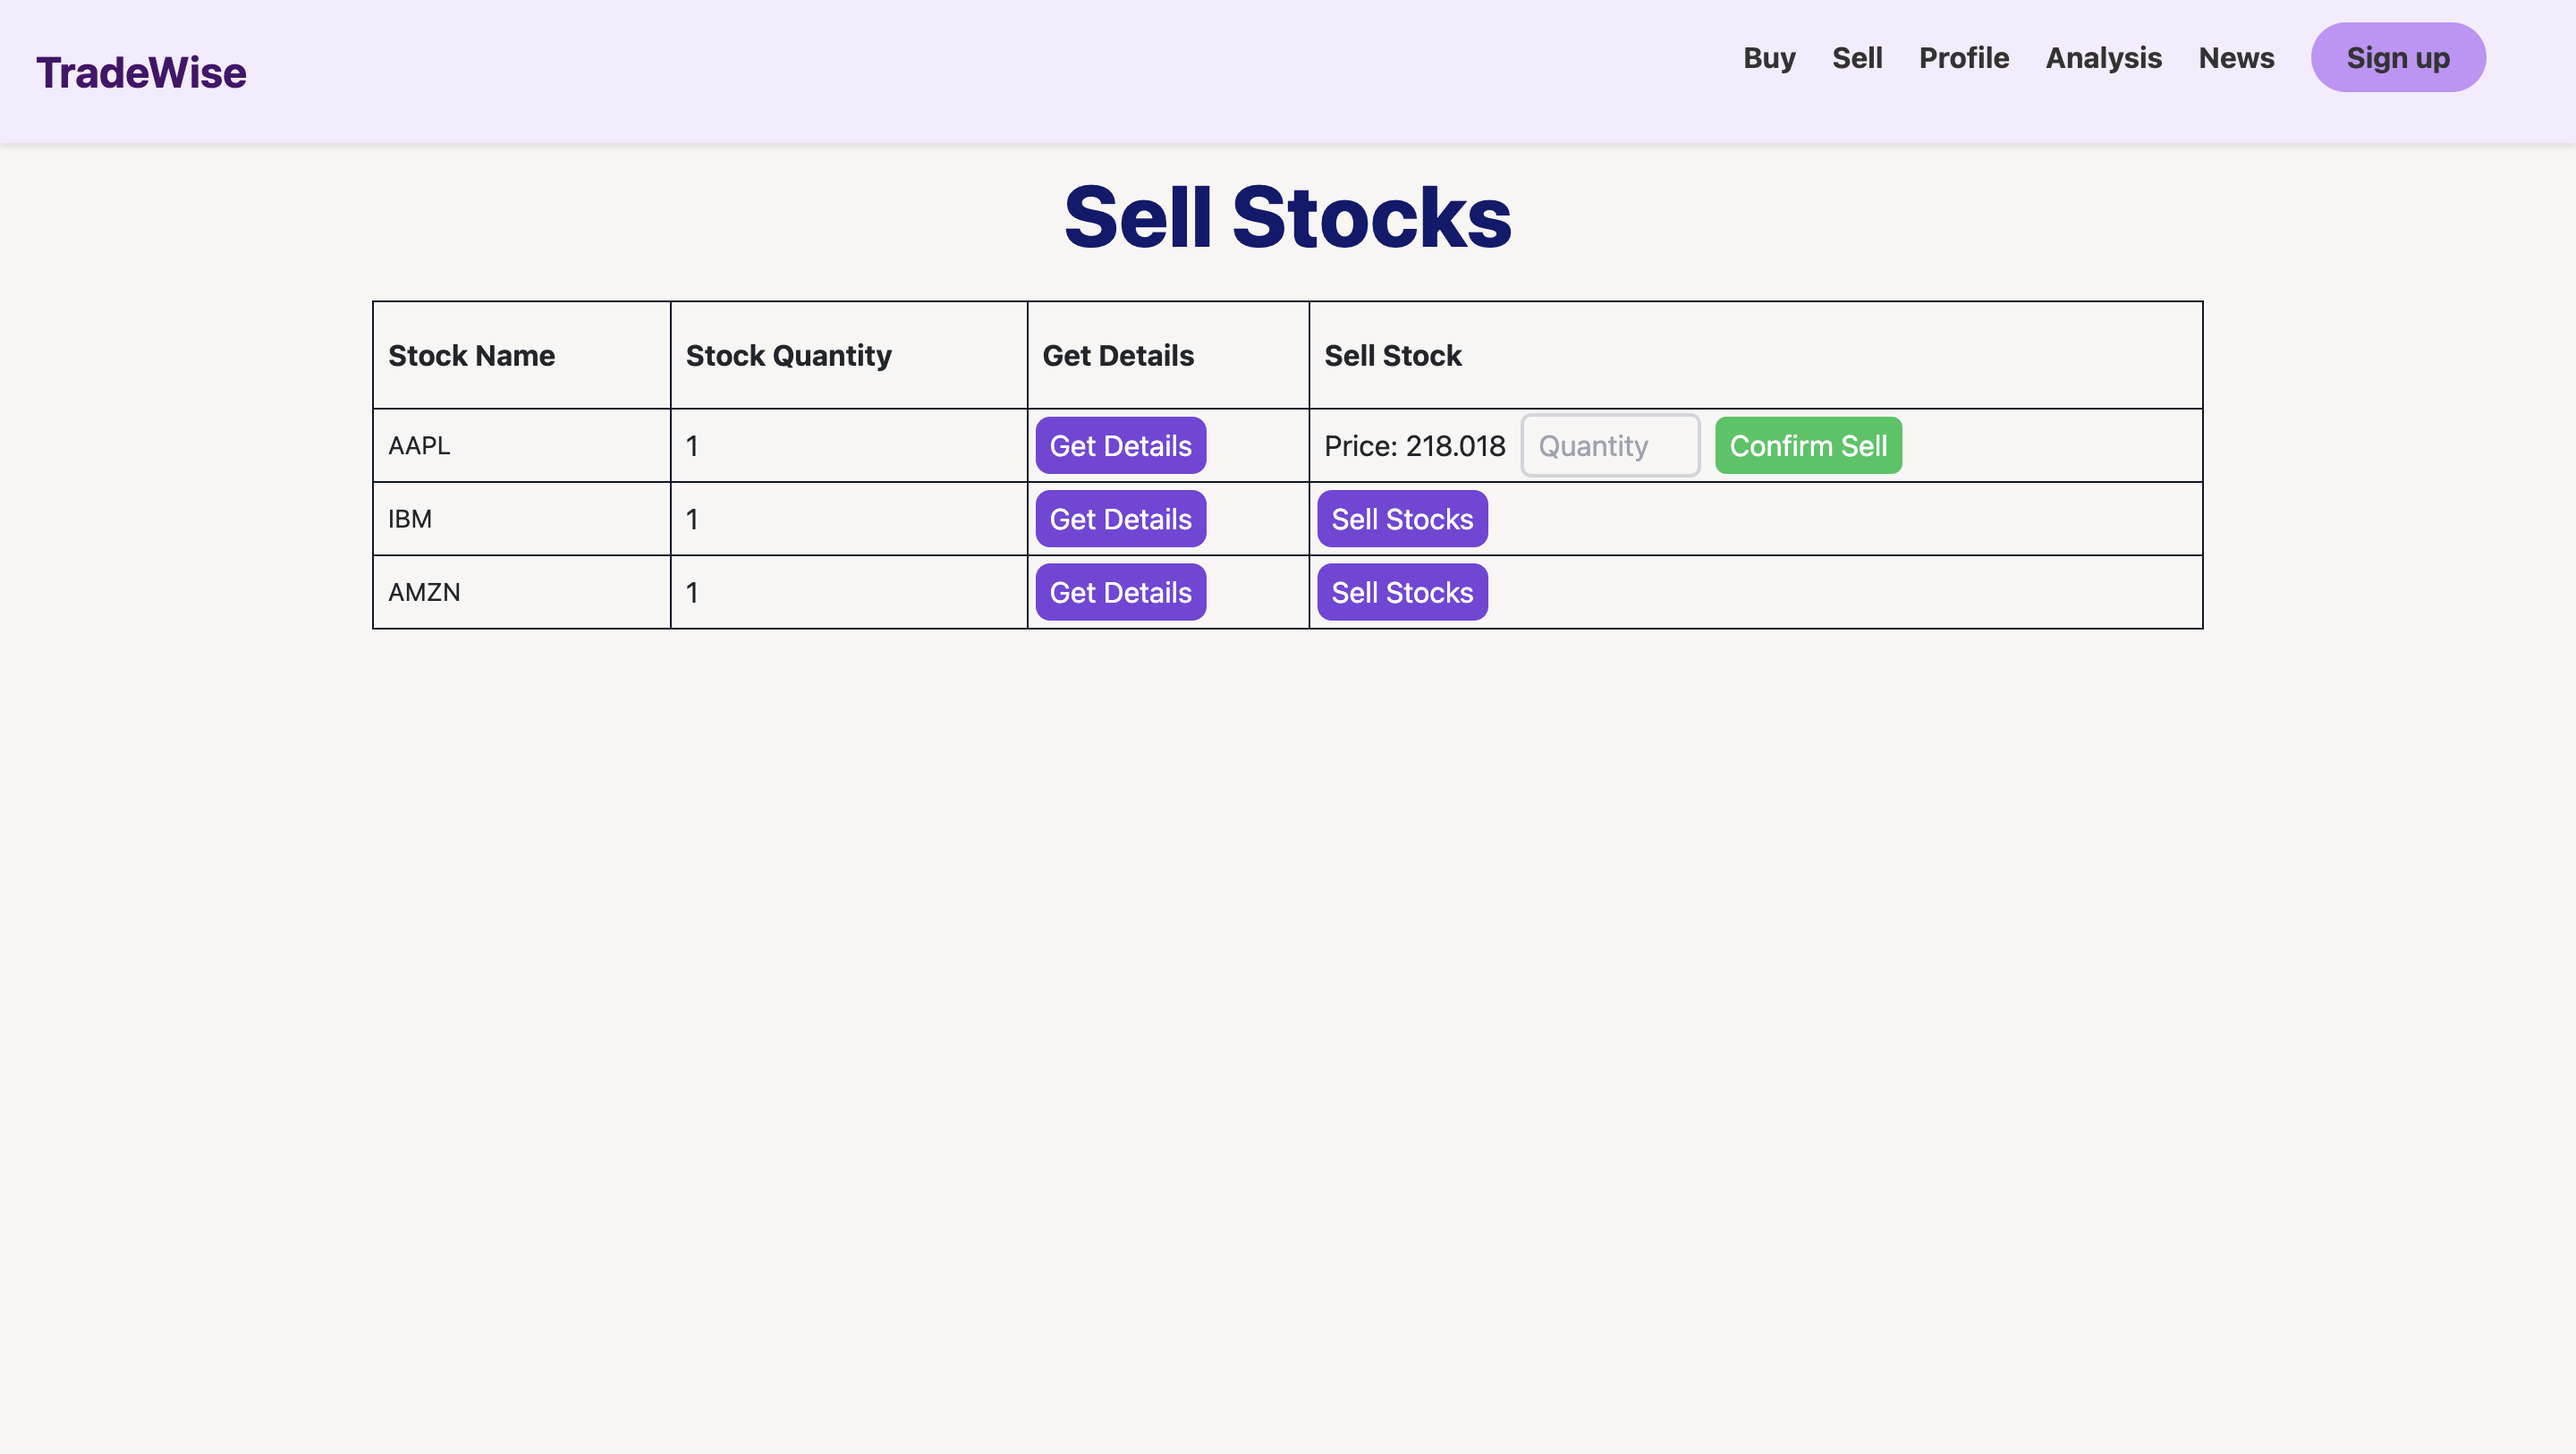 TradeWise
Buy Sell Profile Analysis News Sign up
Sell Stocks
Stock Name Stock Quantity Get Details Sell Stock
AAPL 1 Get Details Price: 218.018 Quantity Confirm Sell
IBM 1 Get Details Sell Stocks
AMZN 1 Get Details Sell Stocks